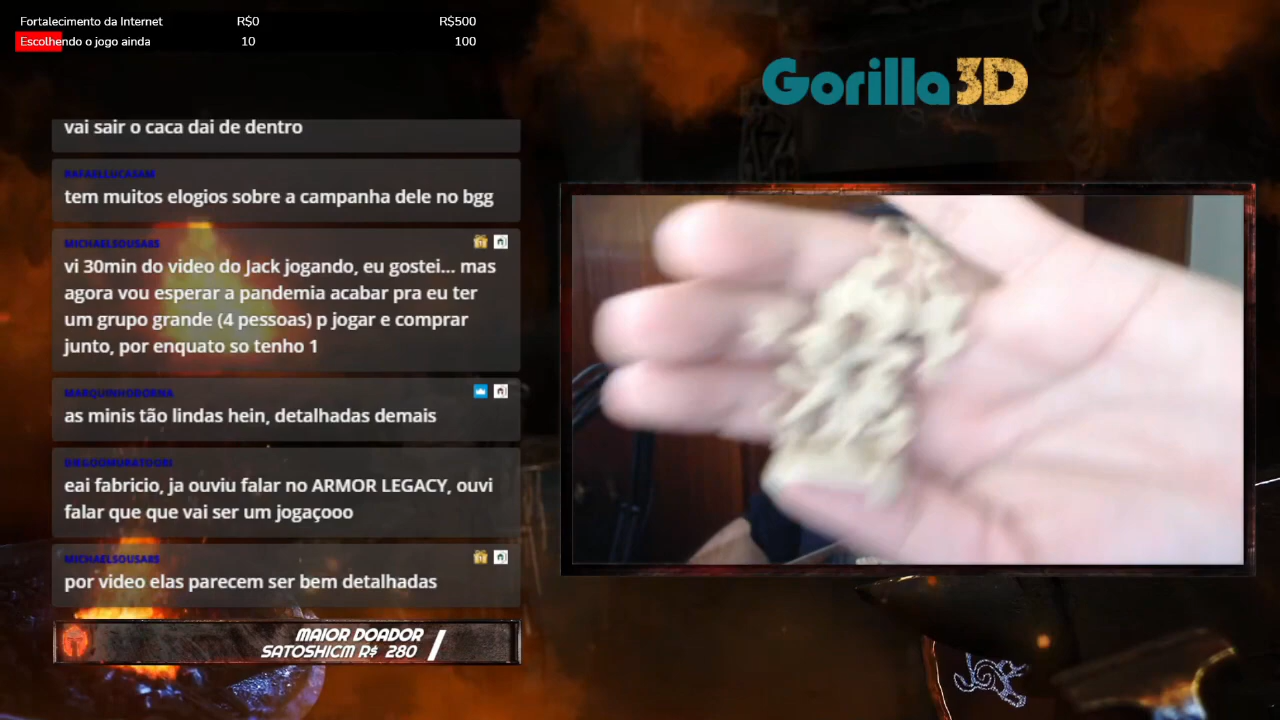 Fortalecimento da Internet R$0 R$500
Escolhendo o jogo ainda 10 100
Gorilla3D
vai sair o caca dai de dentro
RAFAELLUCASAM
tem muitos elogios sobre a campanha dele no bgg
MICHAELSOUSA85
vi 30min do video do Jack jogando, eu gostei... mas
agora vou esperar a pandemia acabar pra eu ter
um grupo grande (4 pessoas) p jogar e comprar
junto, por enquato so tenho 1
MARQUINHODORNA
as minis tão lindas hein, detalhadas demais
eai fabricio, ja ouviu falar no ARMOR LEGACY, ouvi
falar que que vai ser um jogaçooo
MICHAELSOUSA85
por video elas parecem ser bem detalhadas
MAIOR DOADOR
SATOSHICM R$ 280